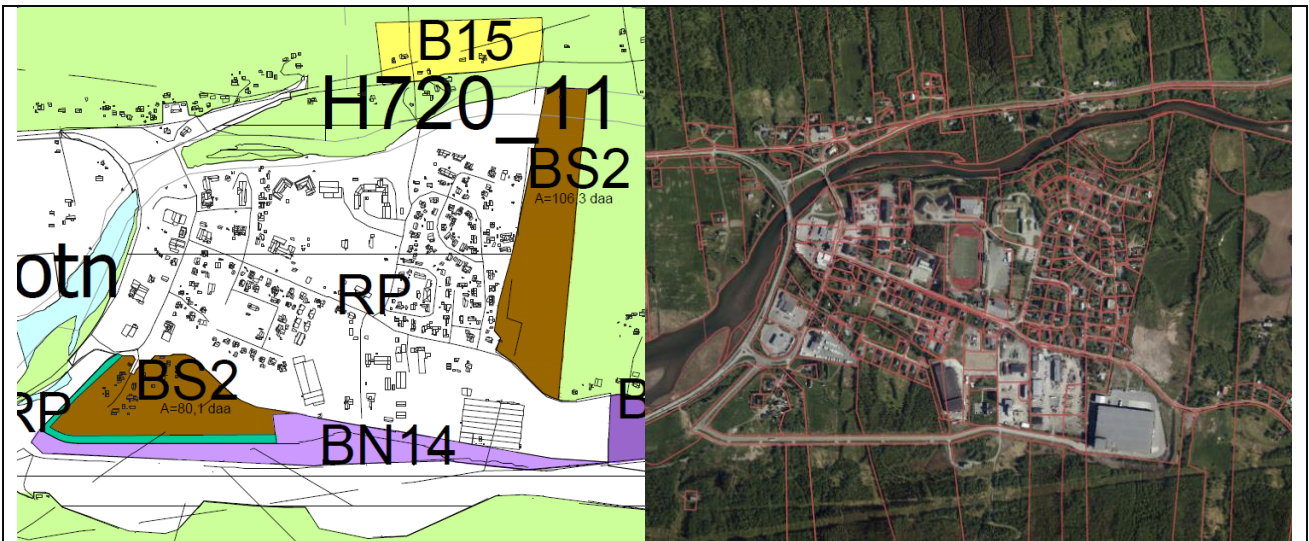 B15
H720_11
BS2
A=106,3 daa
otn
RP
BS2
A=80,1 daa
RP
B
BN14